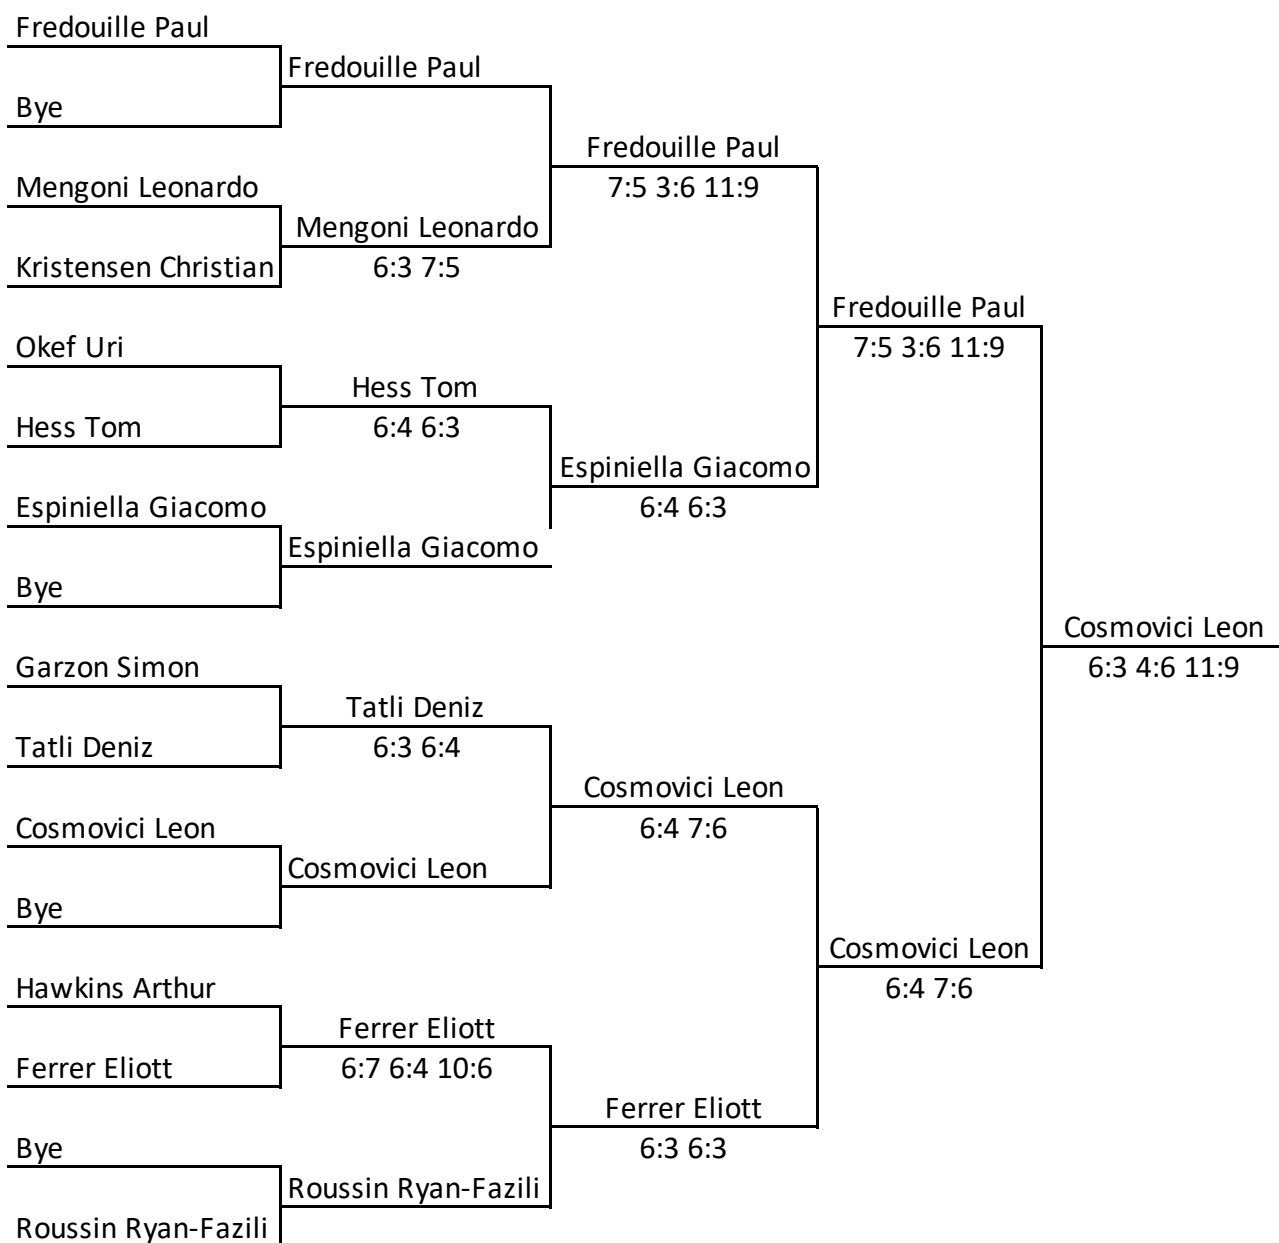 Fredouille Paul
Fredouille Paul
Bye
Fredouille Paul
Mengoni Leonardo
7:5 3:6 11:9
Mengoni Leonardo
Kristensen Christian
6:3 7:5
Fredouille Paul
Okef Uri
7:5 3:6 11:9
Hess Tom
Hess Tom
6:4 6:3
Espiniella Giacomo
Espiniella Giacomo
6:4 6:3
Espiniella Giacomo
Bye
Cosmovici Leon
Garzon Simon
6:3 4:6 11:9
Tatli Deniz
Tatli Deniz
6:3 6:4
Cosmovici Leon
Cosmovici Leon
6:4 7:6
Cosmovici Leon
Bye
Cosmovici Leon
Hawkins Arthur
6:4 7:6
Ferrer Eliott
Ferrer Eliott
6:7 6:4 10:6
Ferrer Eliott
Bye
6:3 6:3
Roussin Ryan-Fazili
Roussin Ryan-Fazili